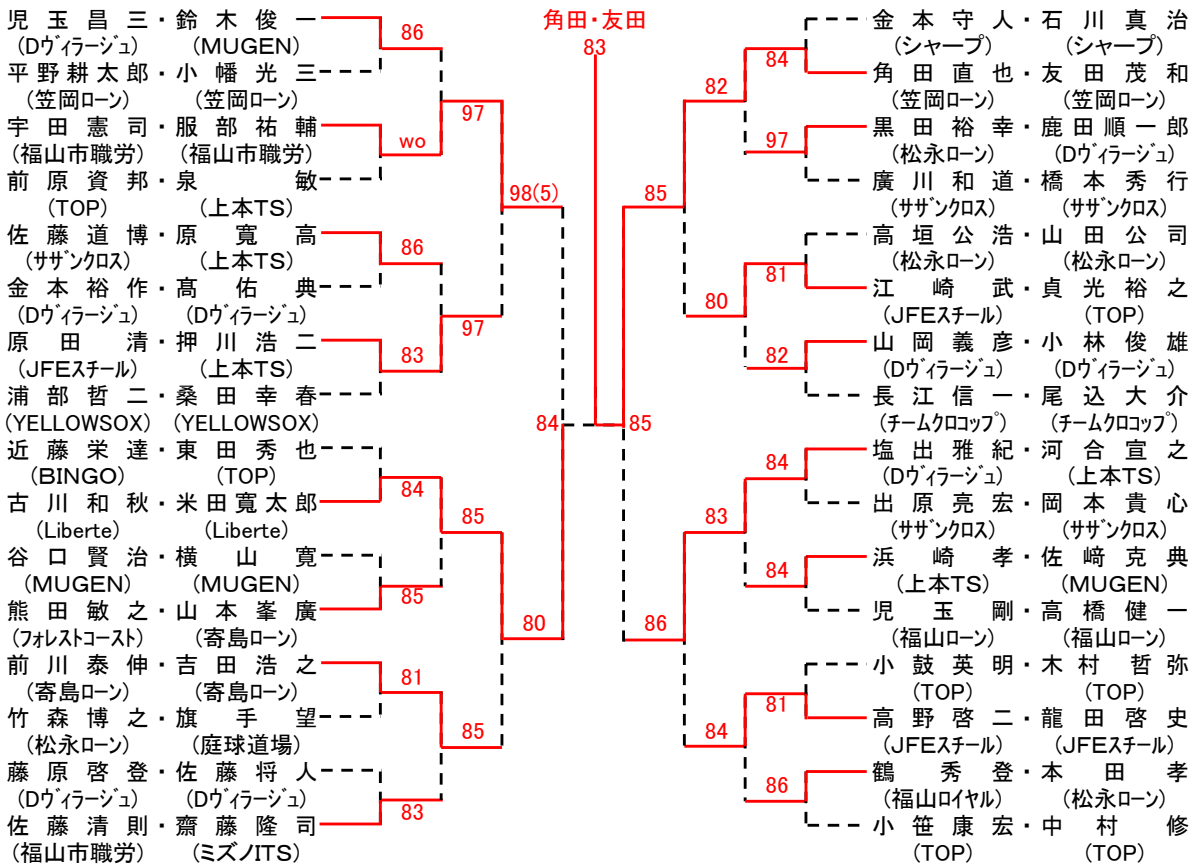 角田・友田
83
児玉昌三・鈴木俊一
(Dヴィラージュ) (MUGEN)
平野耕太郎・小幡光三
(笠岡ローン) (笠岡ローン)
宇田憲司・服部祐輔
(福山市職労) (福山市職労)
前原資邦・泉 敏
(TOP) (上本TS)
佐藤道博・原寛高
(サザンクロス) (上本TS)
金本裕作・髙佑典
(Dヴィラージュ) (Dヴィラージュ)
原田清・押川浩二
(JFEスチール) (上本TS)
浦部哲二・桑田幸春
(YELLOWSOX) (YELLOWSOX)
近藤栄達・東田秀也
(BINGO) (TOP)
古川和秋・米田寛太郎
(Liberte) (Liberte)
谷口賢治・横山寛
(MUGEN) (MUGEN)
熊田敏之・山本峯廣
(フォレストコースト) (寄島ローン)
前川泰伸・吉田浩之
(寄島ローン) (寄島ローン)
竹森博之・旗手望
(松永ローン) (庭球道場)
藤原啓登・佐藤将人
(Dヴィラージュ) (Dヴィラージュ)
佐藤清則・齋藤隆司
(福山市職労) (ミズノITS)
86
wo
86
83
84
85
81
83
97
97
85
85
98(5)
80
84
85
85
86
82
80
83
84
84
97
81
82
84
84
81
86
金本守人・石川真治
(シャープ) (シャープ)
角田直也・友田茂和
(笠岡ローン) (笠岡ローン)
黒田裕幸・鹿田順一郎
(松永ローン) (Dヴィラージュ)
廣川和道・橋本秀行
(サザンクロス) (サザンクロス)
高垣公浩・山田公司
(松永ローン) (松永ローン)
江崎武・貞光裕之
(JFEスチール) (TOP)
山岡義彦・小林俊雄
(Dヴィラージュ) (Dヴィラージュ)
長江信一・尾込大介
(チームクロコップ) (チームクロコップ)
塩出雅紀・河合宣之
(Dヴィラージュ) (上本TS)
出原亮宏・岡本貴心
(サザンクロス) (サザンクロス)
浜崎孝・佐﨑克典
(上本TS) (MUGEN)
児玉剛・高橋健一
(福山ローン) (福山ローン)
小鼓英明・木村哲弥
(TOP) (TOP)
高野啓二・龍田啓史
(JFEスチール) (JFEスチール)
鶴秀登・本田孝
(福山ロイヤル) (松永ローン)
小笹康宏・中村修
(TOP) (TOP)